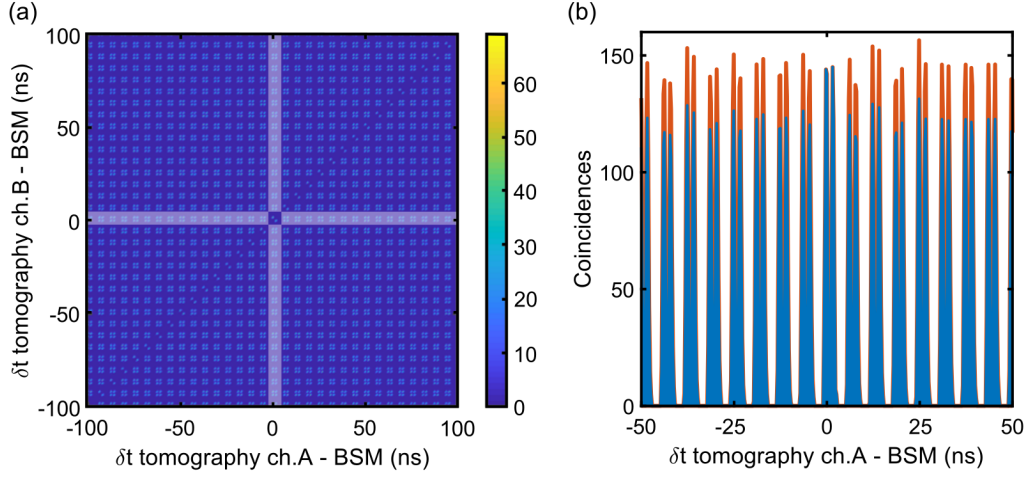 (a)
100
50
0
-50
-100
δt tomography ch.B - BSM (ns)
-100 -50 0 50 100
δt tomography ch.A - BSM (ns)
60
50
40
30
20
10
0
(b)
150
100
50
0
Coincidences
-50 -25 0 25 50
δt tomography ch.A - BSM (ns)